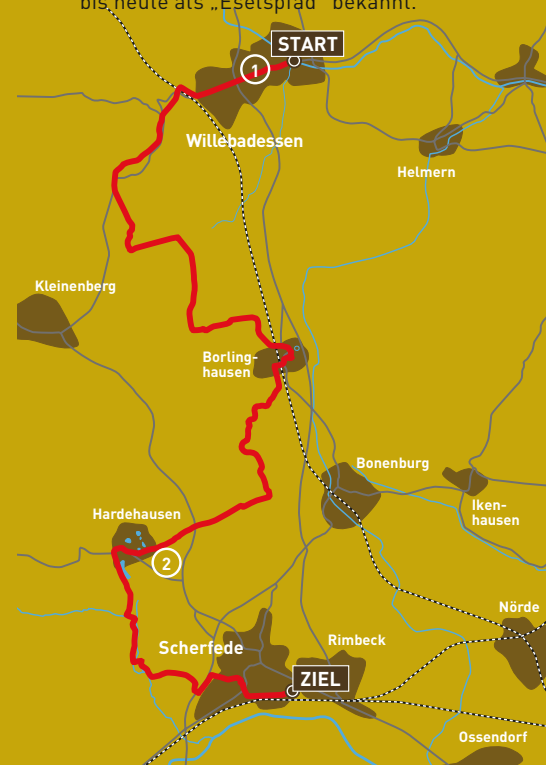 bis heute als „Eselspfad“ bekannt.
START
1
Willebadessen
Helmern
Kleinenberg
Borling-
hausen
Bonenburg
Iken-
hausen
Hardehausen
2
Nörde
Scherfede
Rimbeck
ZIEL
Ossendorf